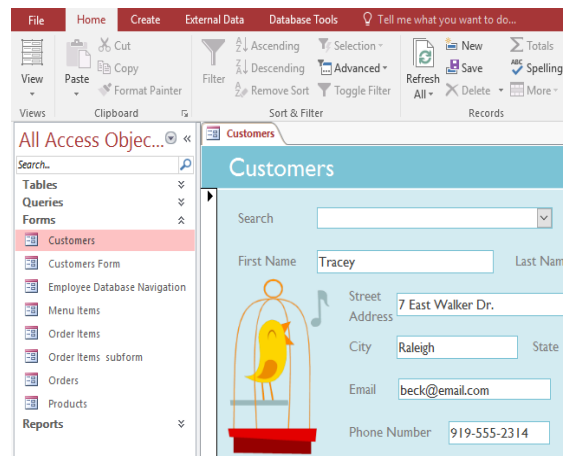 File Home Create External Data Database Tools Tell me what you want to do...
View
Views
Paste
Cut
Copy
Format Painter
Clipboard
Filter
Ascending
Descending
Remove Sort
Selection
Advanced
Toggle Filter
Sort & Filter
Refresh
All
New
Save
Delete
Totals
ABC
Spelling
More
Records
All Access Objec...
Search..
Tables
Queries
Forms
Customers
Customers Form
Employee Database Navigation
Menu Items
Order Items
Order Items subform
Orders
Products
Reports
Customers
Customers
Search
First Name Tracey Last Nam
Street
Address
7 East Walker Dr.
City Raleigh State
Email beck@email.com
Phone Number 919-555-2314